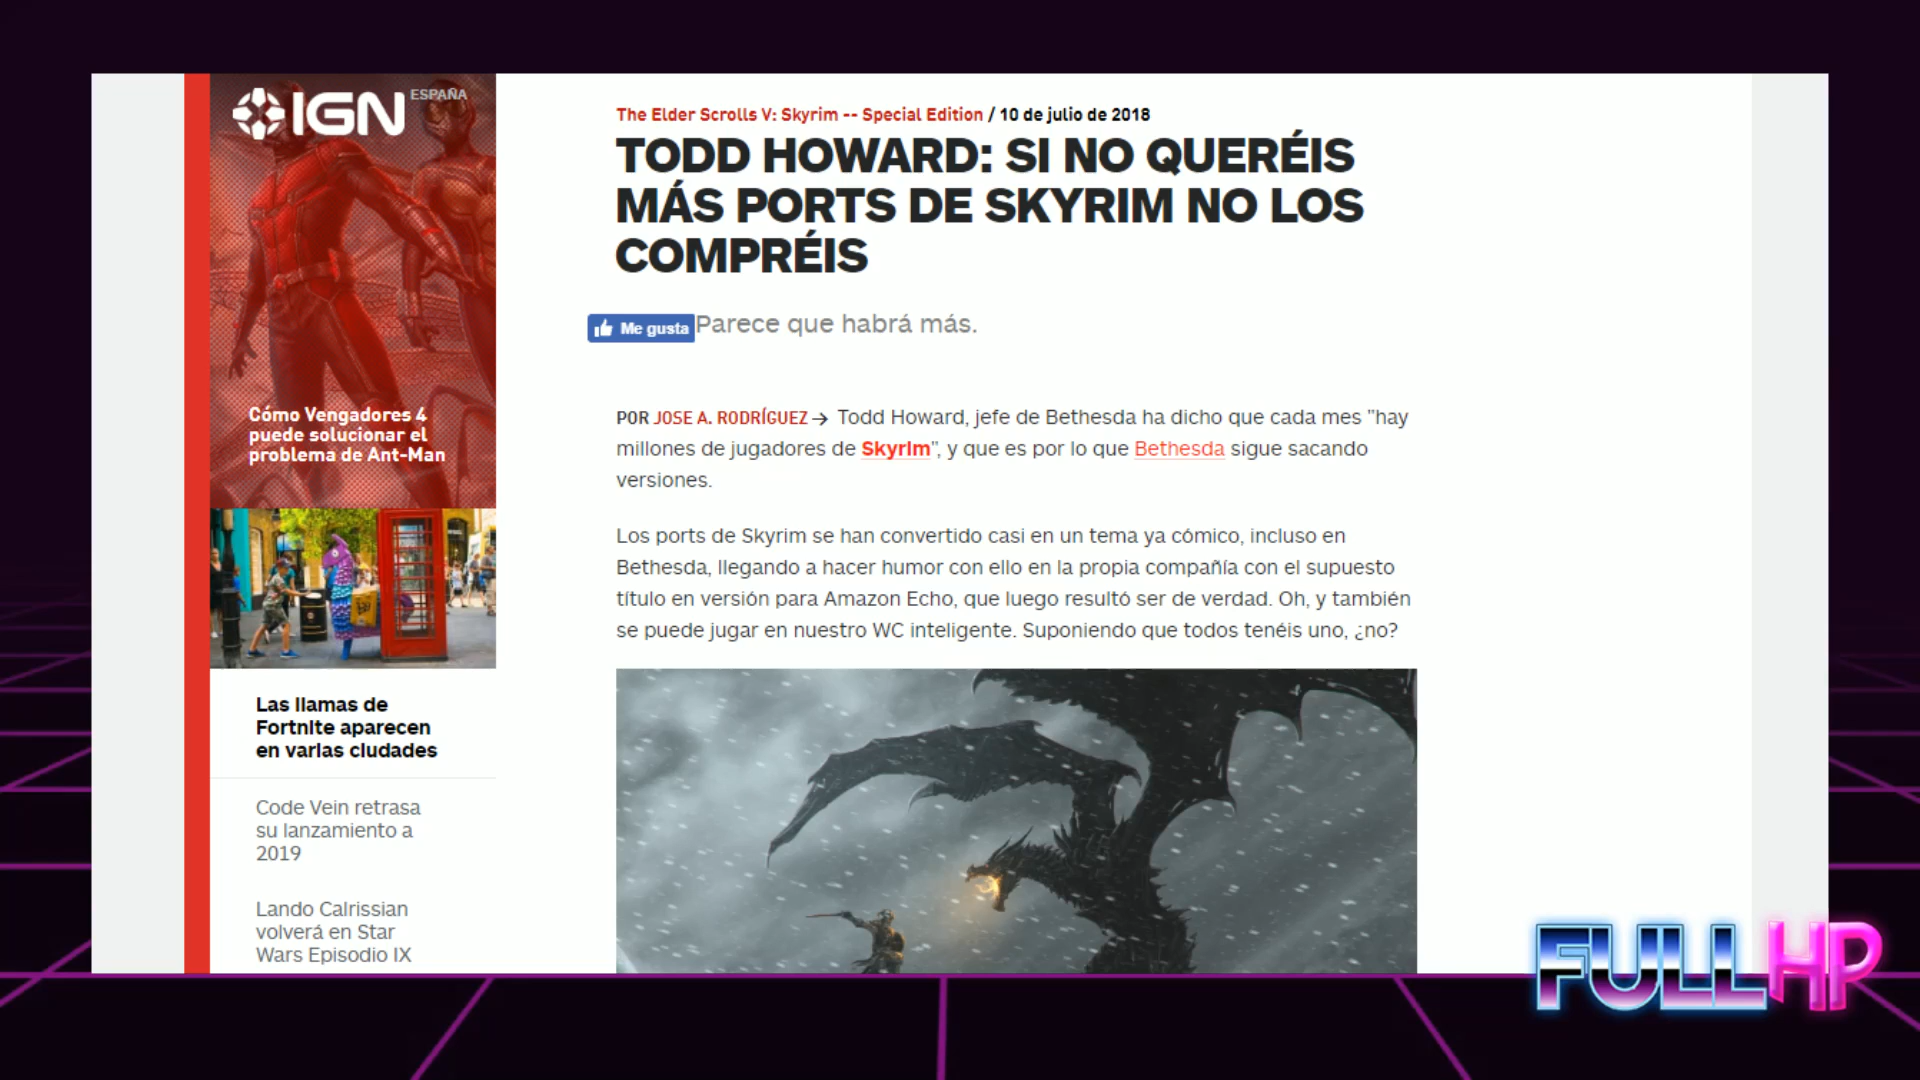 IGN ESPAÑA
Cómo Vengadores 4
puede solucionar el
problema de Ant-Man
Las llamas de
Fortnite aparecen
en varias ciudades
Code Vein retrasa
su lanzamiento a
2019
Lando Calrissian
volverá en Star
Wars Episodio IX
The Elder Scrolls V: Skyrim -- Special Edition / 10 de julio de 2018
TODD HOWARD: SI NO QUERÉIS
MÁS PORTS DE SKYRIM NO LOS
COMPRÉIS
Me gusta Parece que habrá más.
POR JOSE A. RODRÍGUEZ → Todd Howard, jefe de Bethesda ha dicho que cada mes "hay
millones de jugadores de Skyrim", y que es por lo que Bethesda sigue sacando
versiones.
Los ports de Skyrim se han convertido casi en un tema ya cómico, incluso en
Bethesda, llegando a hacer humor con ello en la propia compañía con el supuesto
título en versión para Amazon Echo, que luego resultó ser de verdad. Oh, y también
se puede jugar en nuestro WC inteligente. Suponiendo que todos tenéis uno, ¿no?
FULL HP